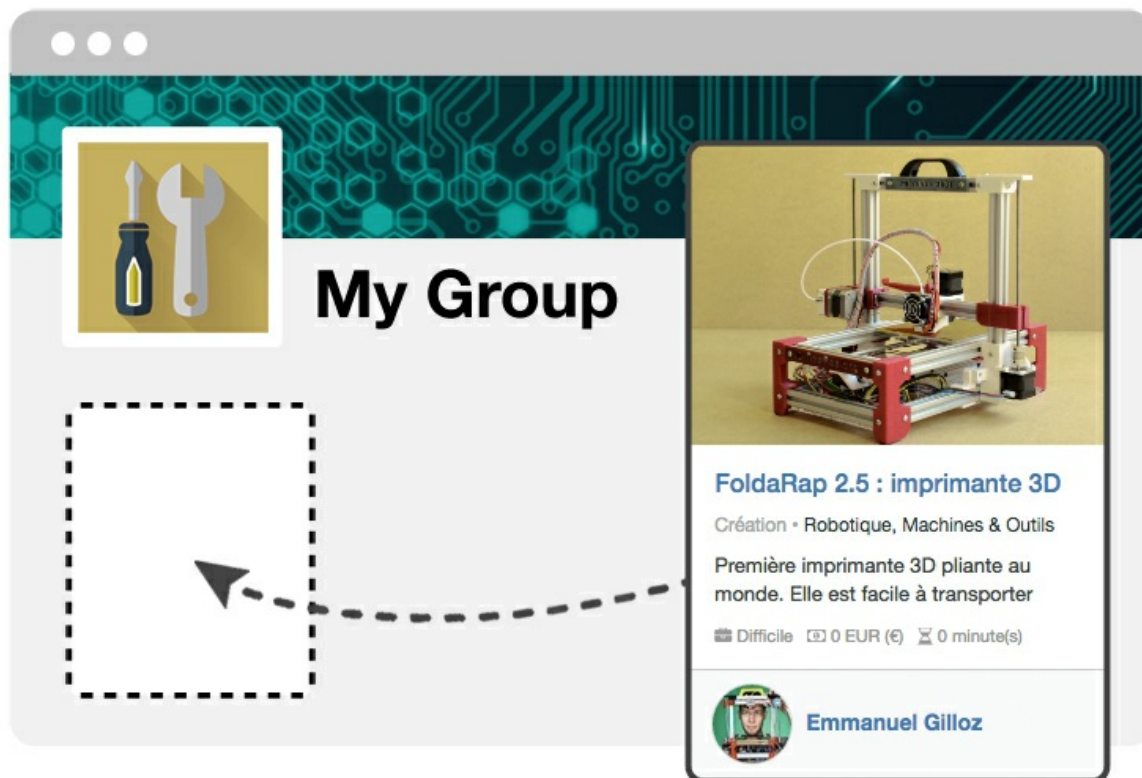 My Group
FoldaRap 2.5 : imprimante 3D
Création • Robotique, Machines & Outils
Première imprimante 3D pliante au
monde. Elle est facile à transporter
Difficile 0 EUR (€) 0 minute(s)
Emmanuel Gilloz